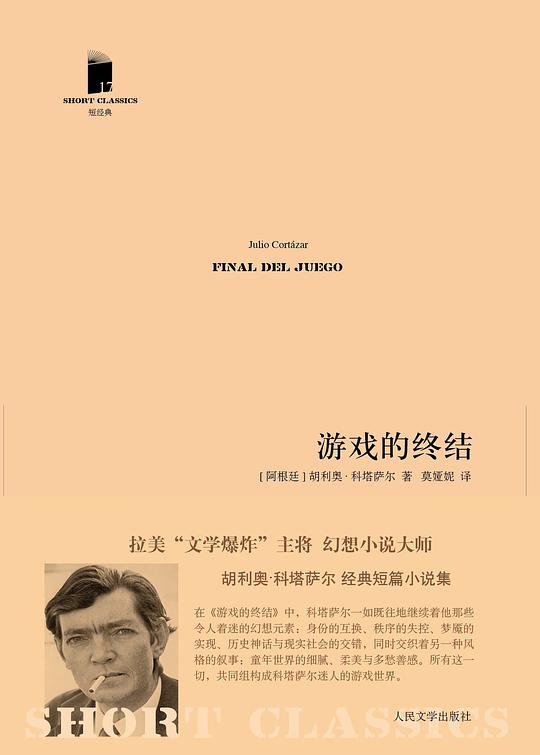 17
SHORT CLASSICS
短经典
Julio Cortázar
FINAL DEL JUEGO
游戏的终结
[ 阿根廷 ] 胡利奥·科塔萨尔 著 莫娅妮 译
拉美“文学爆炸”主将 幻想小说大师
胡利奥·科塔萨尔 经典短篇小说集
在《游戏的终结》中，科塔萨尔一如既往地继续着他那些
令人着迷的幻想元素：身份的互换、秩序的失控、梦魇的
实现、历史神话与现实社会的交错，同时交织着另一种风
格的叙事：童年世界的细腻、柔美与多愁善感。所有这一
切，共同组构成科塔萨尔迷人的游戏世界。
人民文学出版社
SHORT CLASSICS